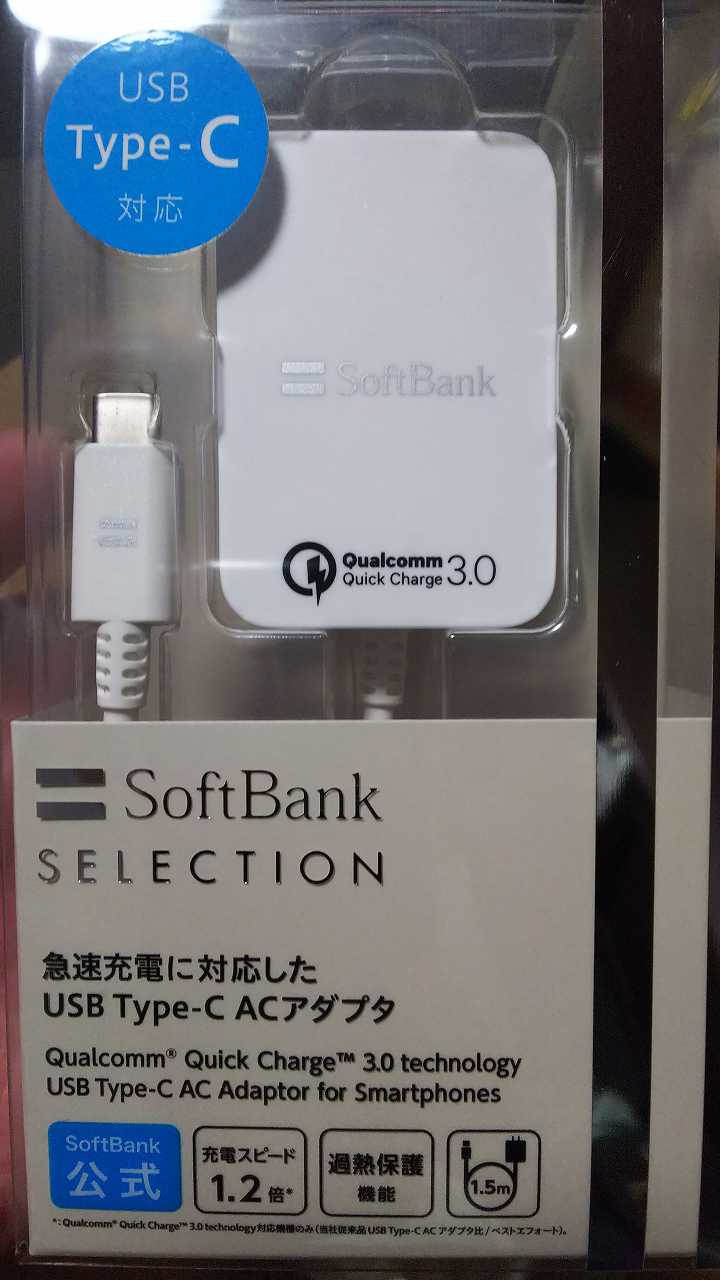 USB
Type-C
対応
SoftBank
Qualcomm
Quick Charge 3.0
SoftBank
SELECTION
急速充電に対応した
USB Type-C ACアダプタ
Qualcomm® Quick Charge™ 3.0 technology
USB Type-C AC Adaptor for Smartphones
SoftBank
公式
充電スピード
1.2倍*
過熱保護
機能
1.5m
*:Qualcomm® Quick Charge™ 3.0 technology対応機種のみ(当社従来品 USB Type-C AC アダプタ比/ベストエフォート)。